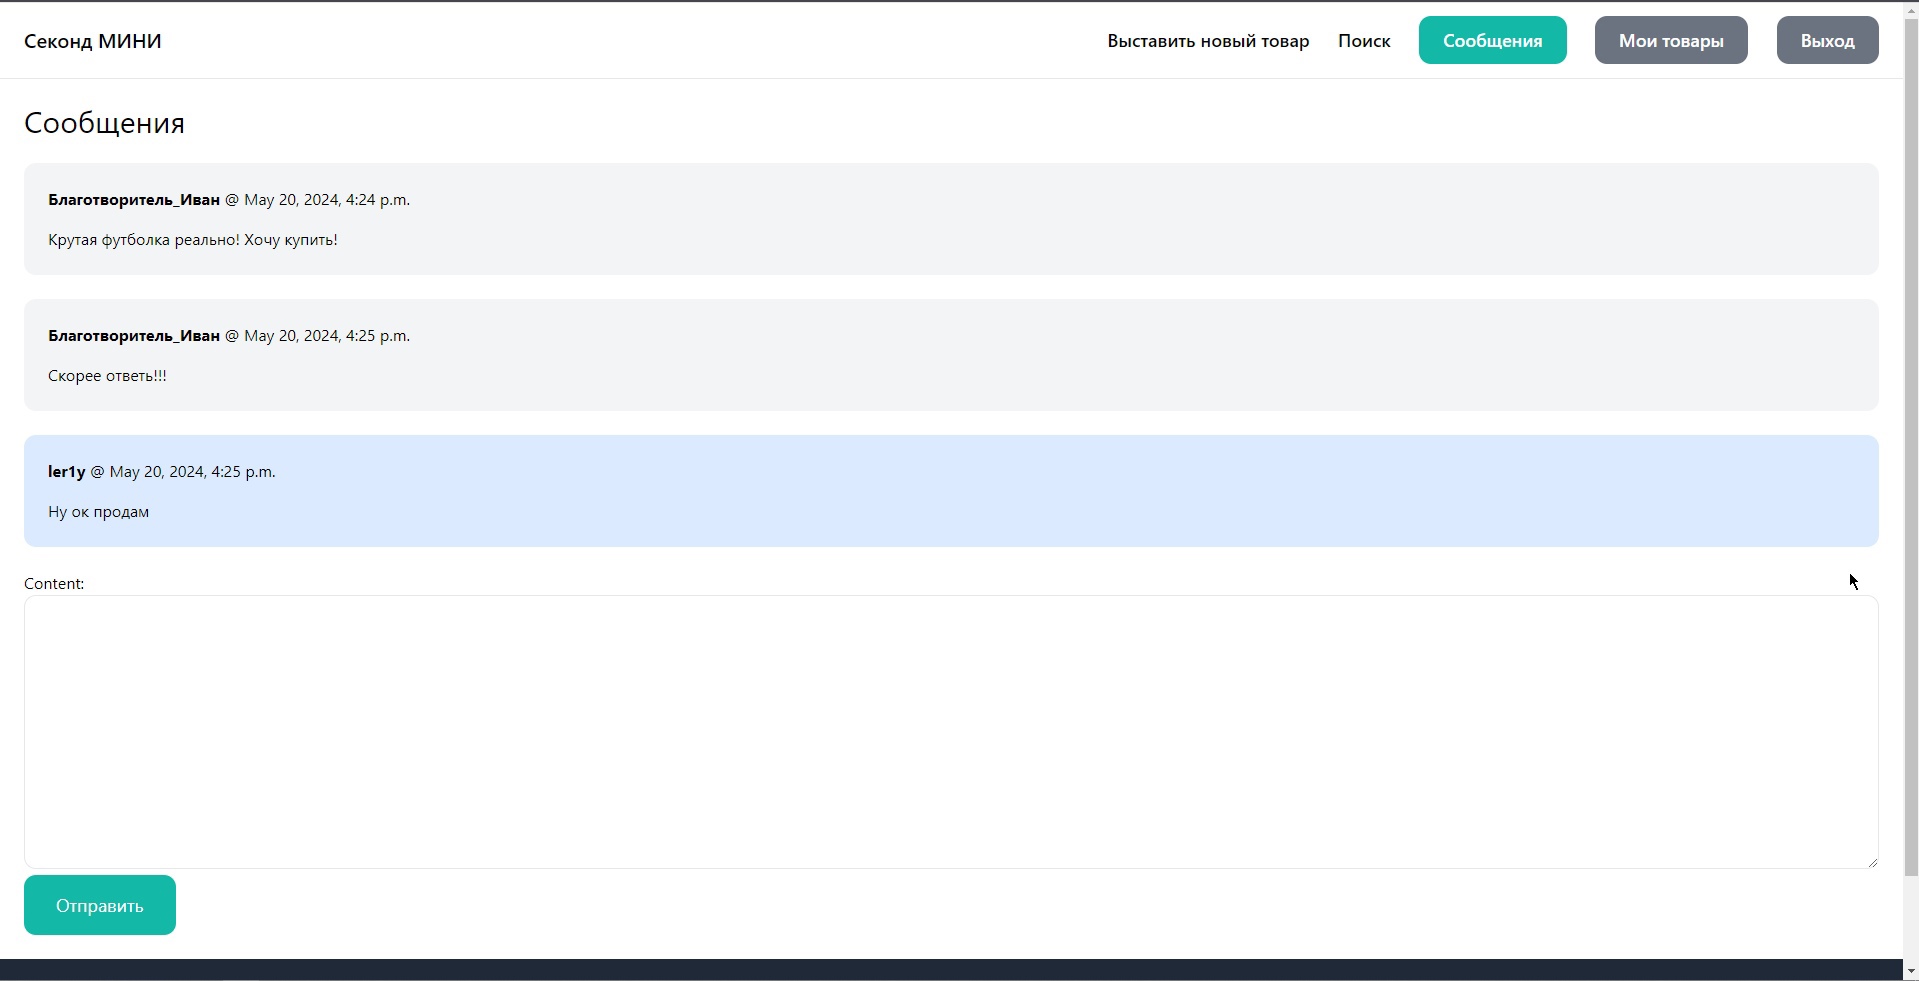 Секонд МИНИ
Выставить новый товар
Поиск
Сообщения
Мои товары
Выход
Сообщения
Благотворитель_Иван @ May 20, 2024, 4:24 p.m.
Крутая футболка реально! Хочу купить!
Благотворитель_Иван @ May 20, 2024, 4:25 p.m.
Скорее ответь!!!
ler1y @ May 20, 2024, 4:25 p.m.
Ну ок продам
Content:
Отправить